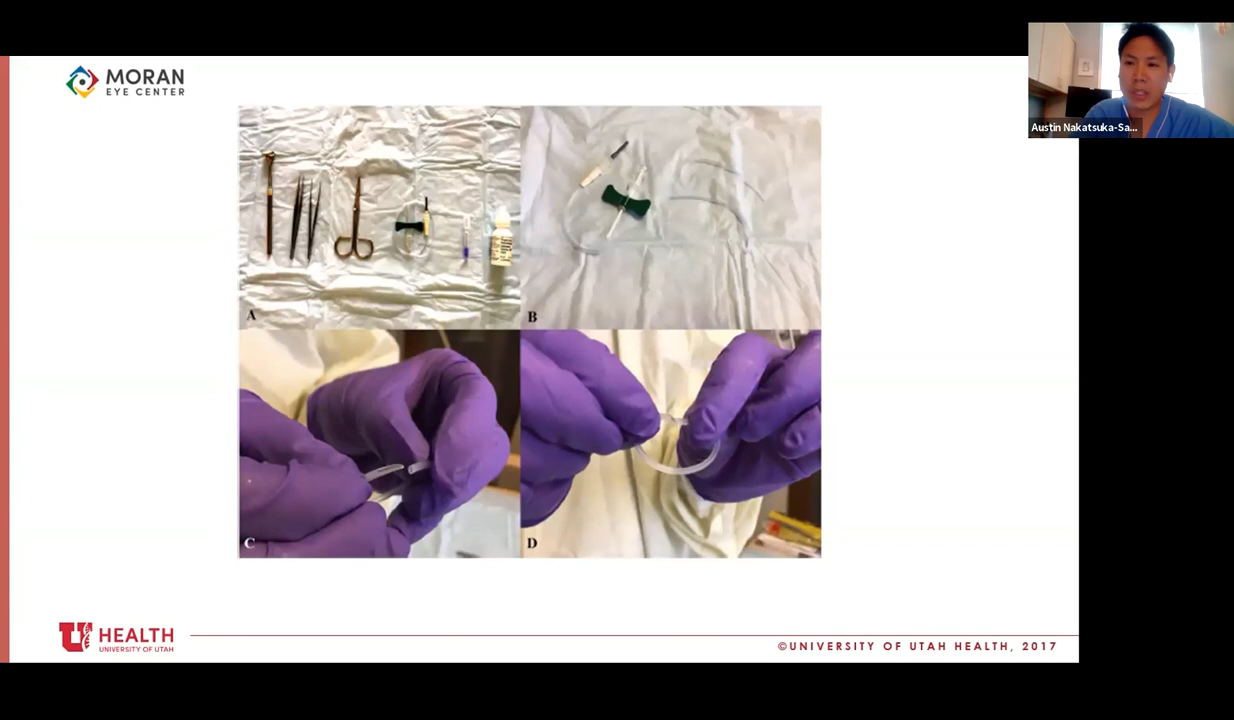 MORAN
EYE CENTER
Austin Nakatsuka-Sa...
A
B
C
D
U
HEALTH
UNIVERSITY OF UTAH
©UNIVERSITY OF UTAH HEALTH, 2017